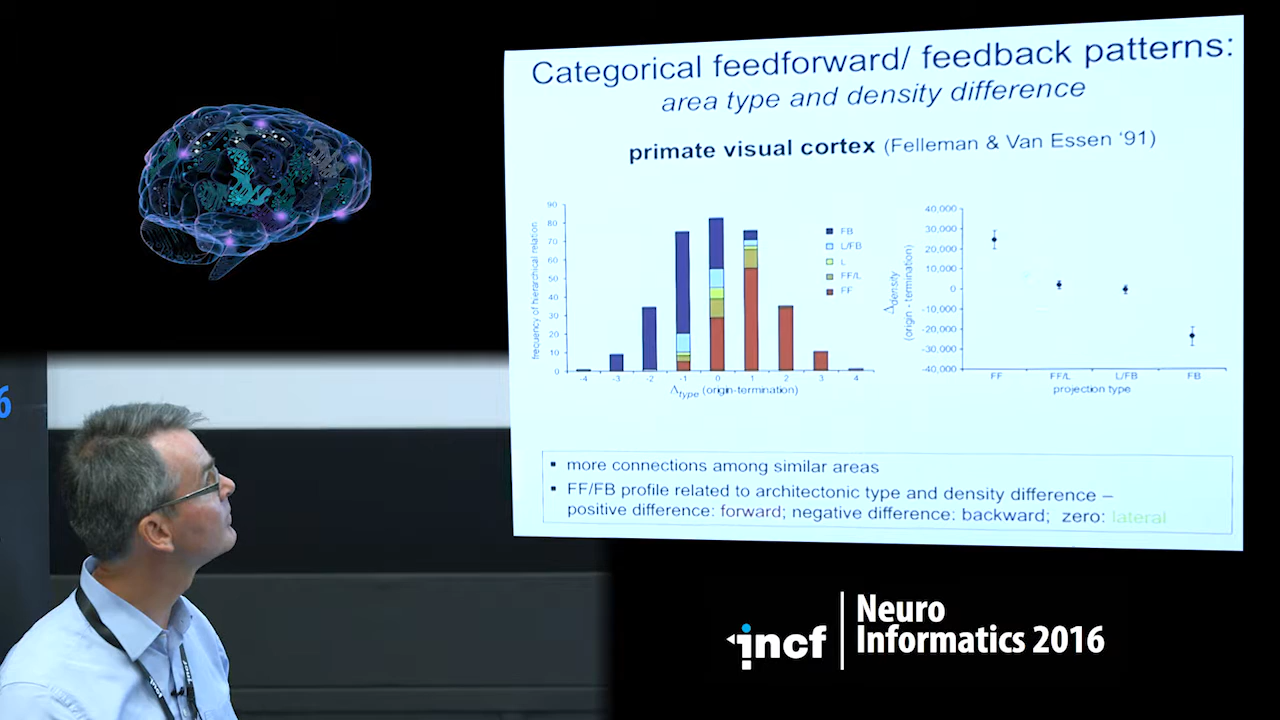 Categorical feedforward/ feedback patterns:
area type and density difference
primate visual cortex (Felleman & Van Essen '91)
frequency of hierarchical relation
90
80
70
60
50
40
30
20
10
0
-4 -3 -2 -1 0 1 2 3 4
Δtype (origin-termination)
FB
L/FB
L
FF/L
FF
Δdensity
(origin - termination)
40,000
30,000
20,000
10,000
0
-10,000
-20,000
-30,000
-40,000
FF FF/L L/FB FB
projection type
▪ more connections among similar areas
▪ FF/FB profile related to architectonic type and density difference –
positive difference: forward; negative difference: backward; zero: lateral
6
incf
Neuro
Informatics 2016